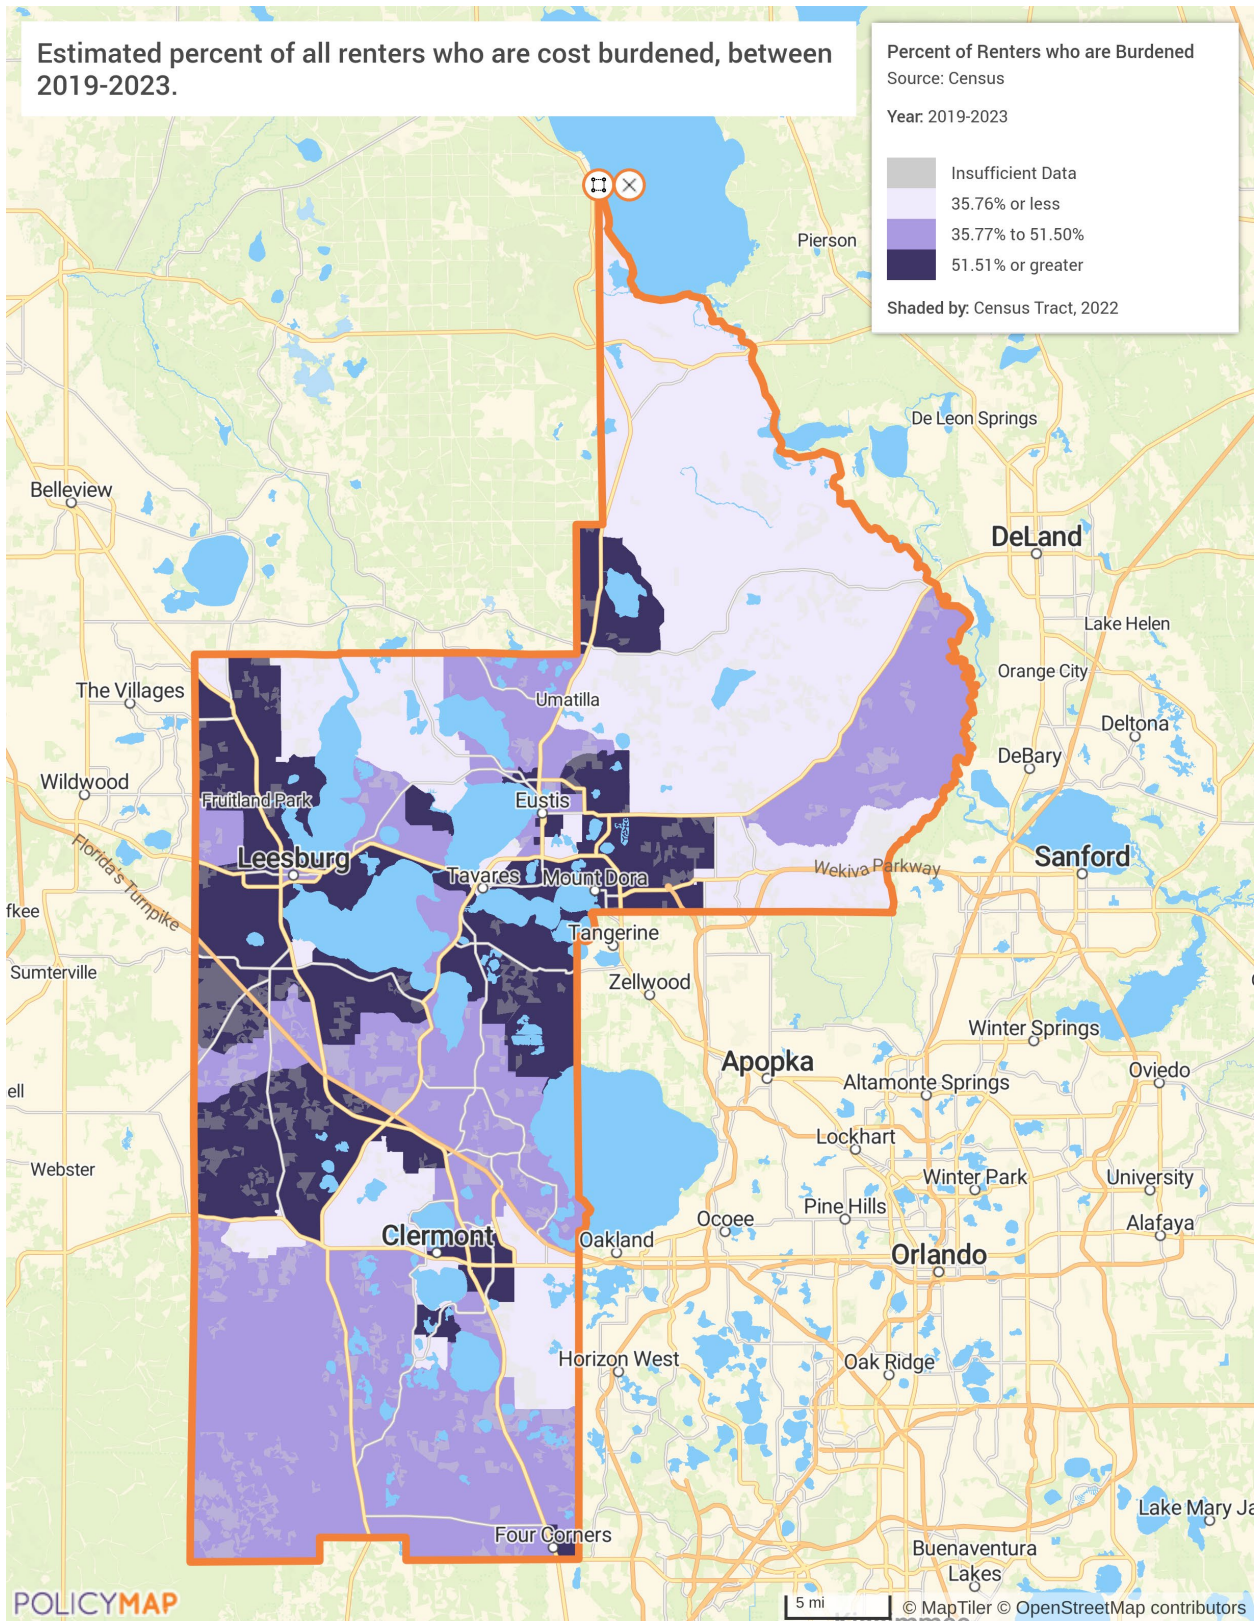 Estimated percent of all renters who are cost burdened, between
2019-2023.
Percent of Renters who are Burdened
Source: Census
Year: 2019-2023
Insufficient Data
35.76% or less
35.77% to 51.50%
51.51% or greater
Shaded by: Census Tract, 2022
Pierson
De Leon Springs
Belleview
DeLand
Lake Helen
Orange City
The Villages
Umatilla
Deltona
DeBary
Wildwood
Fruitland Park
Eustis
Florida's Turnpike
Leesburg
Sanford
Wekiva Parkway
Tavares
Mount Dora
fkee
Tangerine
Sumterville
Zellwood
Winter Springs
Apopka
Oviedo
Altamonte Springs
ell
Lockhart
Webster
Winter Park
University
Pine Hills
Ocoee
Alafaya
Clermont
Oakland
Orlando
Horizon West
Oak Ridge
Lake Mary Ja
Four Corners
Buenaventura
Lakes
POLICYMAP
5 mi
© MapTiler © OpenStreetMap contributors